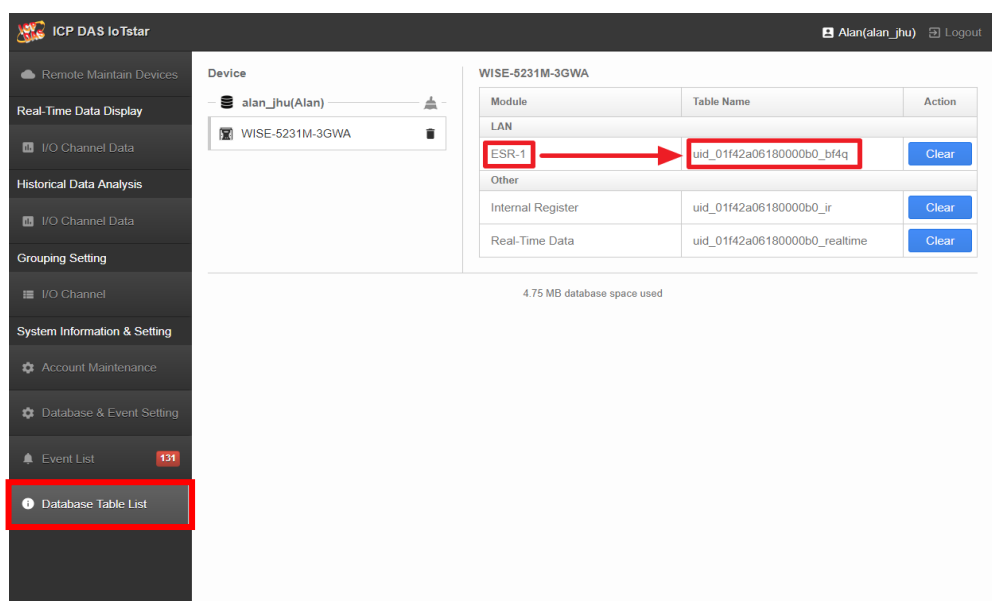 ICP DAS IoTstar
Alan(alan_jhu) Logout
Remote Maintain Devices
Real-Time Data Display
I/O Channel Data
Historical Data Analysis
I/O Channel Data
Grouping Setting
I/O Channel
System Information & Setting
Account Maintenance
Database & Event Setting
Event List 131
Database Table List
Device
alan_jhu(Alan)
WISE-5231M-3GWA
WISE-5231M-3GWA
Module Table Name Action
LAN
ESR-1 uid_01f42a06180000b0_bf4q Clear
Other
Internal Register uid_01f42a06180000b0_ir Clear
Real-Time Data uid_01f42a06180000b0_realtime Clear
4.75 MB database space used